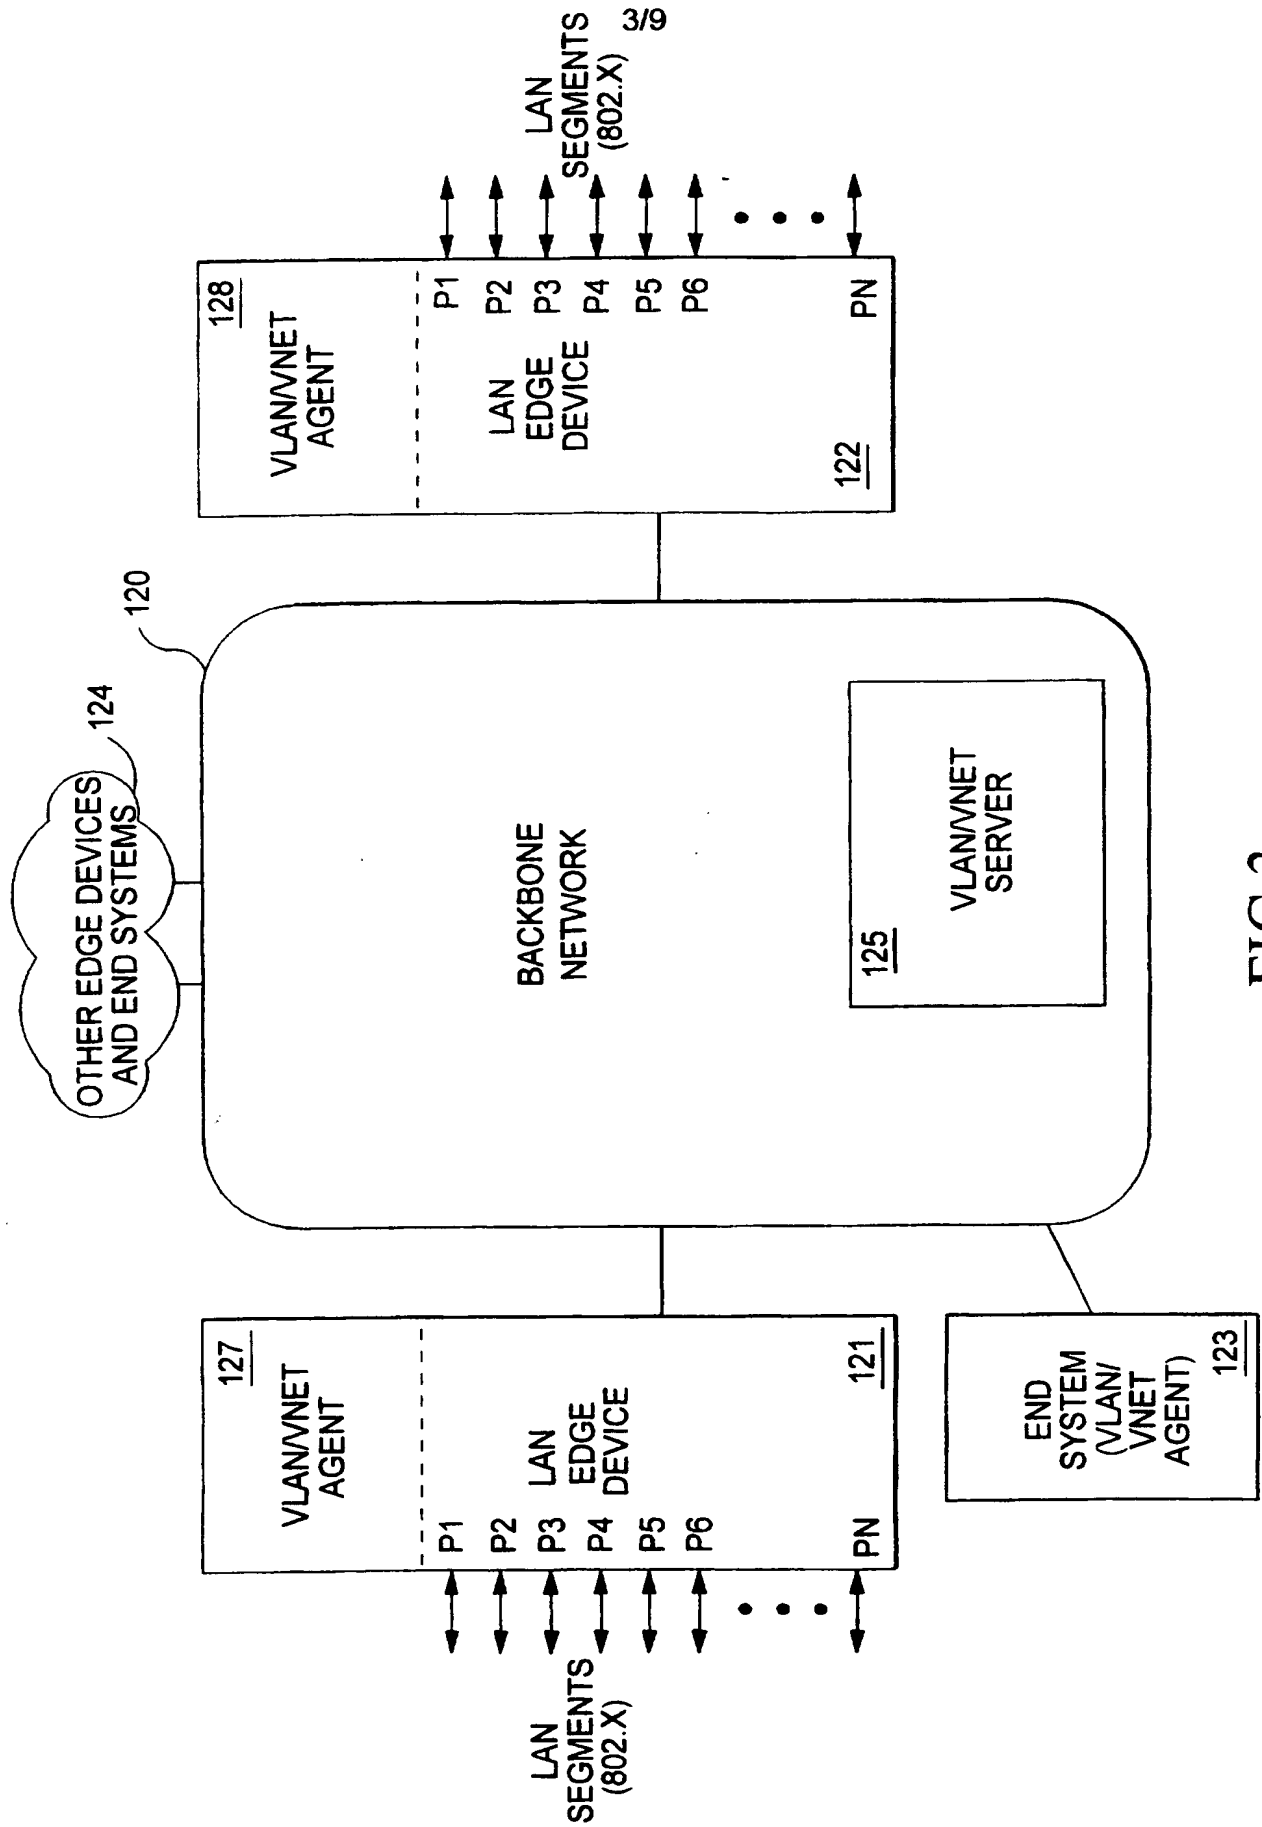 3/9
OTHER EDGE DEVICES
AND END SYSTEMS
124
120
127
VLAN/VNET
AGENT
P1
P2
P3
P4
P5
P6
PN
LAN
EDGE
DEVICE
121
LAN
SEGMENTS
(802.X)
BACKBONE
NETWORK
125
VLAN/VNET
SERVER
128
VLAN/VNET
AGENT
P1
P2
P3
P4
P5
P6
PN
LAN
EDGE
DEVICE
122
LAN
SEGMENTS
(802.X)
END
SYSTEM
(VLAN/
VNET
AGENT)
123